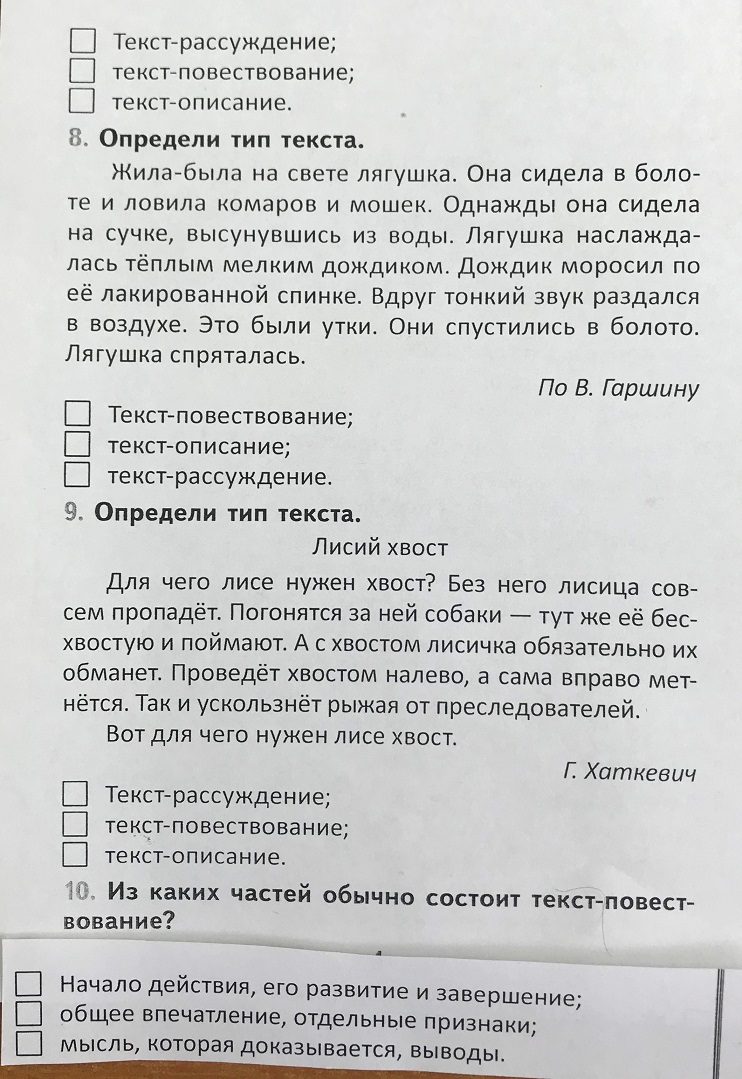 Текст-рассуждение;
текст-повествование;
текст-описание.
8. Определи тип текста.
Жила-была на свете лягушка. Она сидела в боло-
те и ловила комаров и мошек. Однажды она сидела
на сучке, высунувшись из воды. Лягушка наслажда-
лась тёплым мелким дождиком. Дождик моросил по
её лакированной спинке. Вдруг тонкий звук раздался
в воздухе. Это были утки. Они спустились в болото.
Лягушка спряталась.
По В. Гаршину
Текст-повествование;
текст-описание;
текст-рассуждение.
9. Определи тип текста.
Лисий хвост
Для чего лисе нужен хвост? Без него лисица сов-
сем пропадёт. Погонятся за ней собаки — тут же её бес-
хвостую и поймают. А с хвостом лисичка обязательно их
обманет. Проведёт хвостом налево, а сама вправо мет-
нётся. Так и ускользнёт рыжая от преследователей.
Вот для чего нужен лисе хвост.
Г. Хаткевич
Текст-рассуждение;
текст-повествование;
текст-описание.
10. Из каких частей обычно состоит текст-повест-
вование?
Начало действия, его развитие и завершение;
общее впечатление, отдельные признаки;
мысль, которая доказывается, выводы.